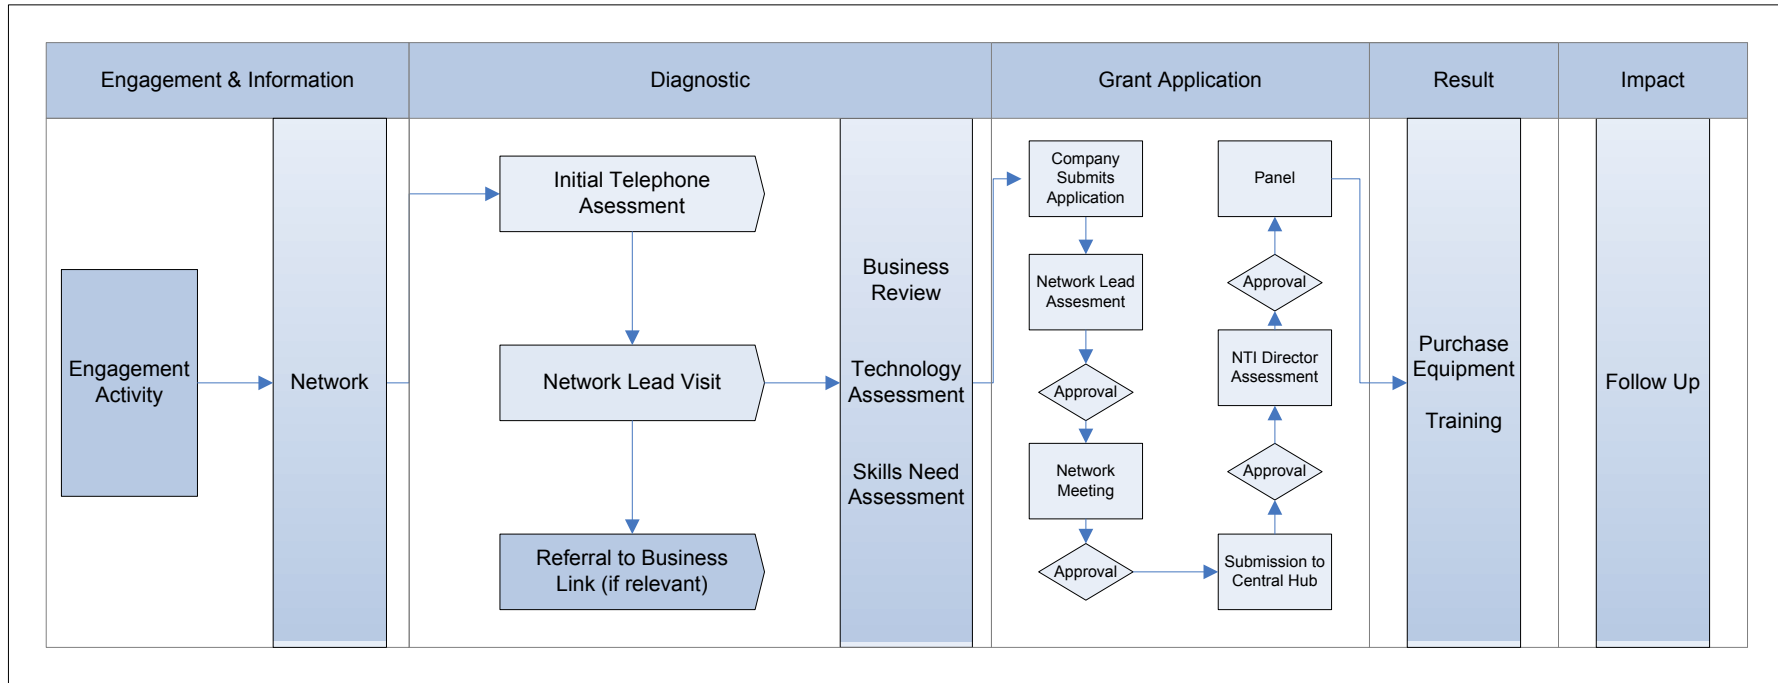 Engagement & Information
Diagnostic
Grant Application
Result
Impact
Engagement
Activity
Network
Initial Telephone
Asessment
Network Lead Visit
Referral to Business
Link (if relevant)
Business
Review
Technology
Assessment
Skills Need
Assessment
Company
Submits
Application
Network Lead
Assesment
Approval
Network
Meeting
Approval
Submission to
Central Hub
Approval
NTI Director
Assessment
Approval
Panel
Purchase
Equipment
Training
Follow Up